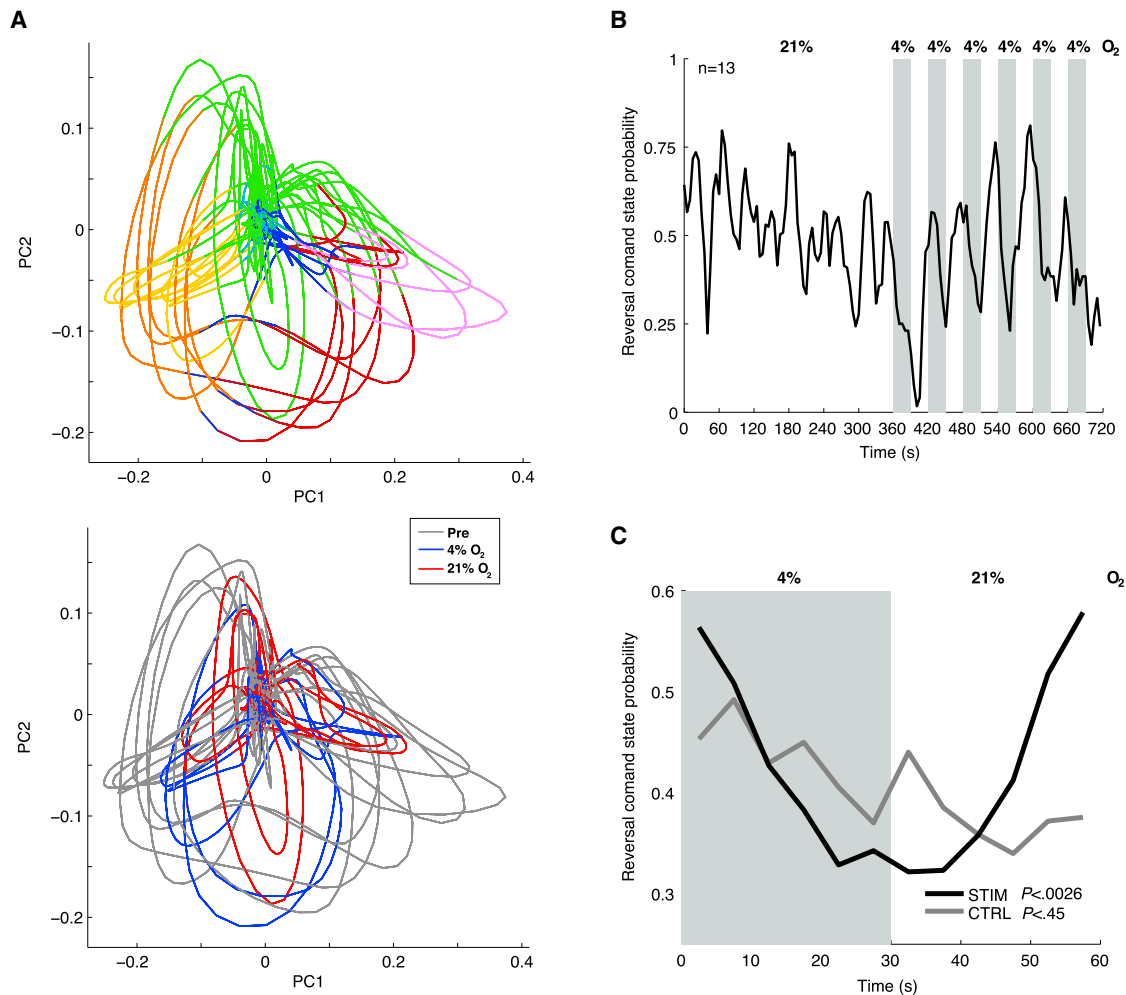 A
0.1
0
−0.1
−0.2
PC2
−0.2
0
0.2
0.4
PC1
Pre
4% O2
21% O2
0.1
0
−0.1
−0.2
PC2
−0.2
0
0.2
0.4
PC1
B
21%
4% 4% 4% 4% 4% 4% O2
n=13
1
0.75
0.5
0.25
0
Reversal comand state probability
0 60 120 180 240 300 360 420 480 540 600 660 720
Time (s)
C
4%
21%
O2
0.6
0.5
0.4
0.3
Reversal comand state probability
STIM P<.0026
CTRL P<.45
0 10 20 30 40 50 60
Time (s)